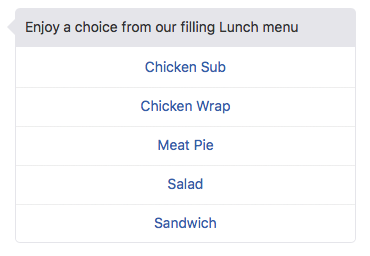 Enjoy a choice from our filling Lunch menu
Chicken Sub
Chicken Wrap
Meat Pie
Salad
Sandwich